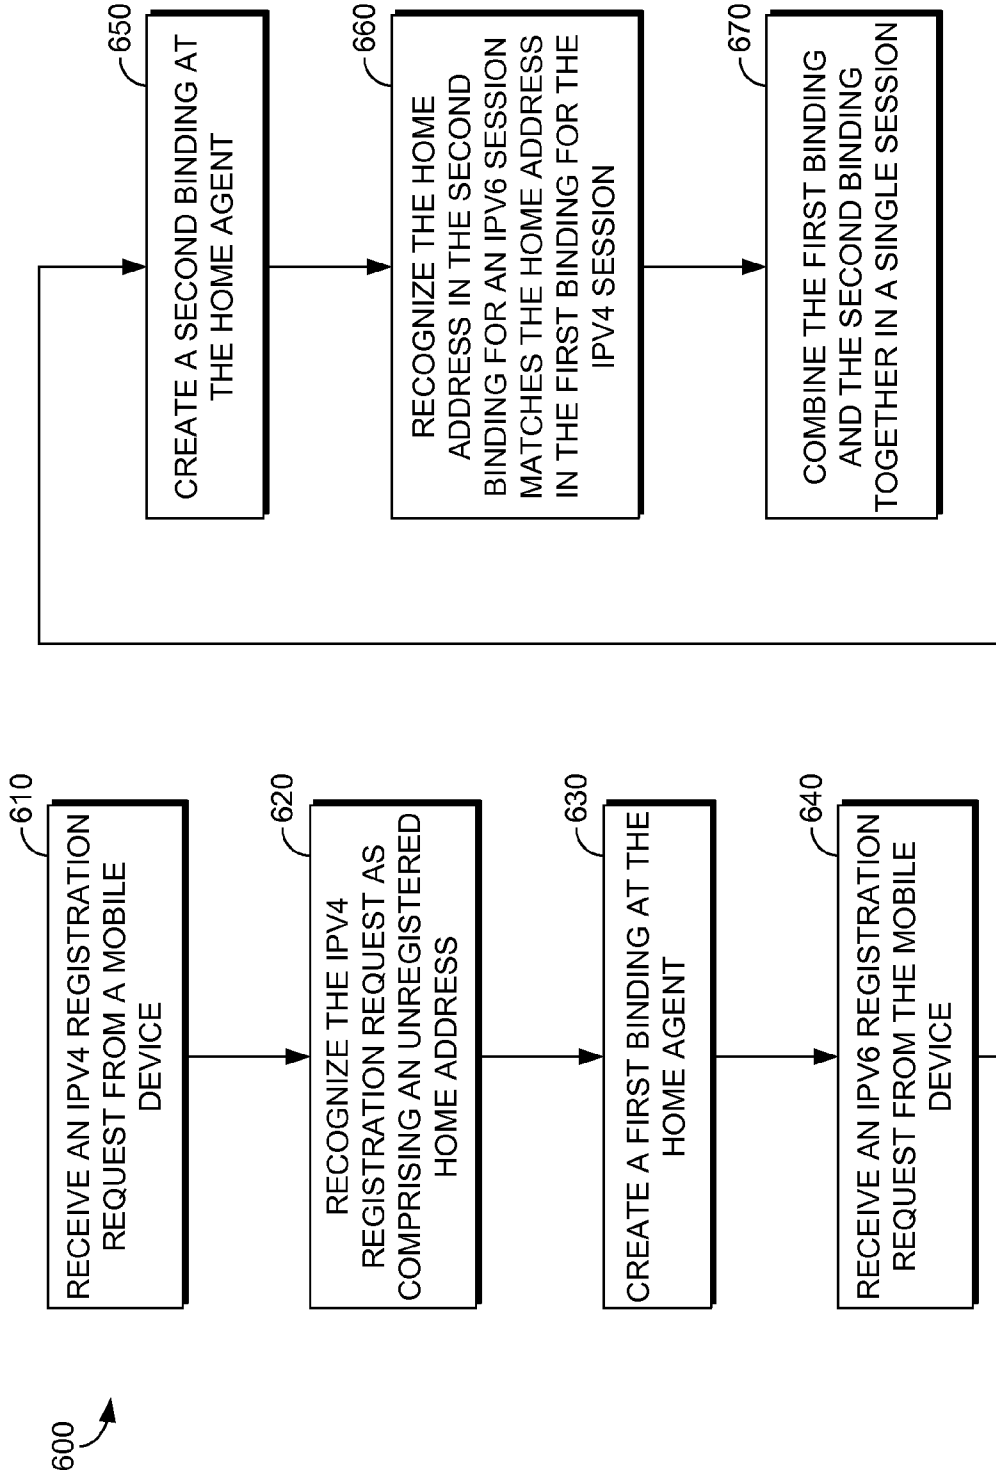 600
610
RECEIVE AN IPV4 REGISTRATION
REQUEST FROM A MOBILE
DEVICE
620
RECOGNIZE THE IPV4
REGISTRATION REQUEST AS
COMPRISING AN UNREGISTERED
HOME ADDRESS
630
CREATE A FIRST BINDING AT THE
HOME AGENT
640
RECEIVE AN IPV6 REGISTRATION
REQUEST FROM THE MOBILE
DEVICE
650
CREATE A SECOND BINDING AT
THE HOME AGENT
660
RECOGNIZE THE HOME
ADDRESS IN THE SECOND
BINDING FOR AN IPV6 SESSION
MATCHES THE HOME ADDRESS
IN THE FIRST BINDING FOR THE
IPV4 SESSION
670
COMBINE THE FIRST BINDING
AND THE SECOND BINDING
TOGETHER IN A SINGLE SESSION